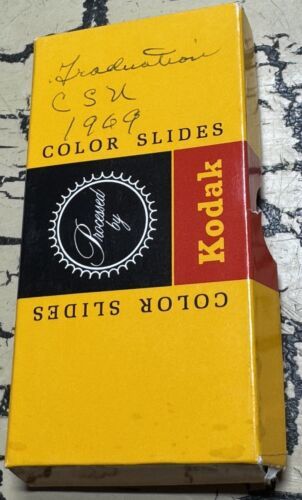 Graduation
CSU
1969
COLOR SLIDES
Processed
by
Kodak
COLOR SLIDES